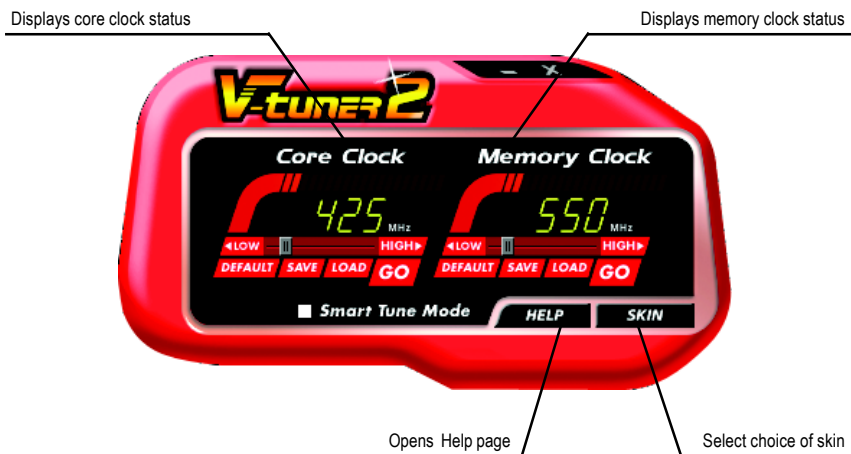 Displays core clock status
Displays memory clock status
V-TUNER 2
Core Clock
Memory Clock
425 MHz
550 MHz
◄LOW HIGH►
◄LOW HIGH►
DEFAULT SAVE LOAD GO
DEFAULT SAVE LOAD GO
Smart Tune Mode
HELP
SKIN
Opens Help page
Select choice of skin